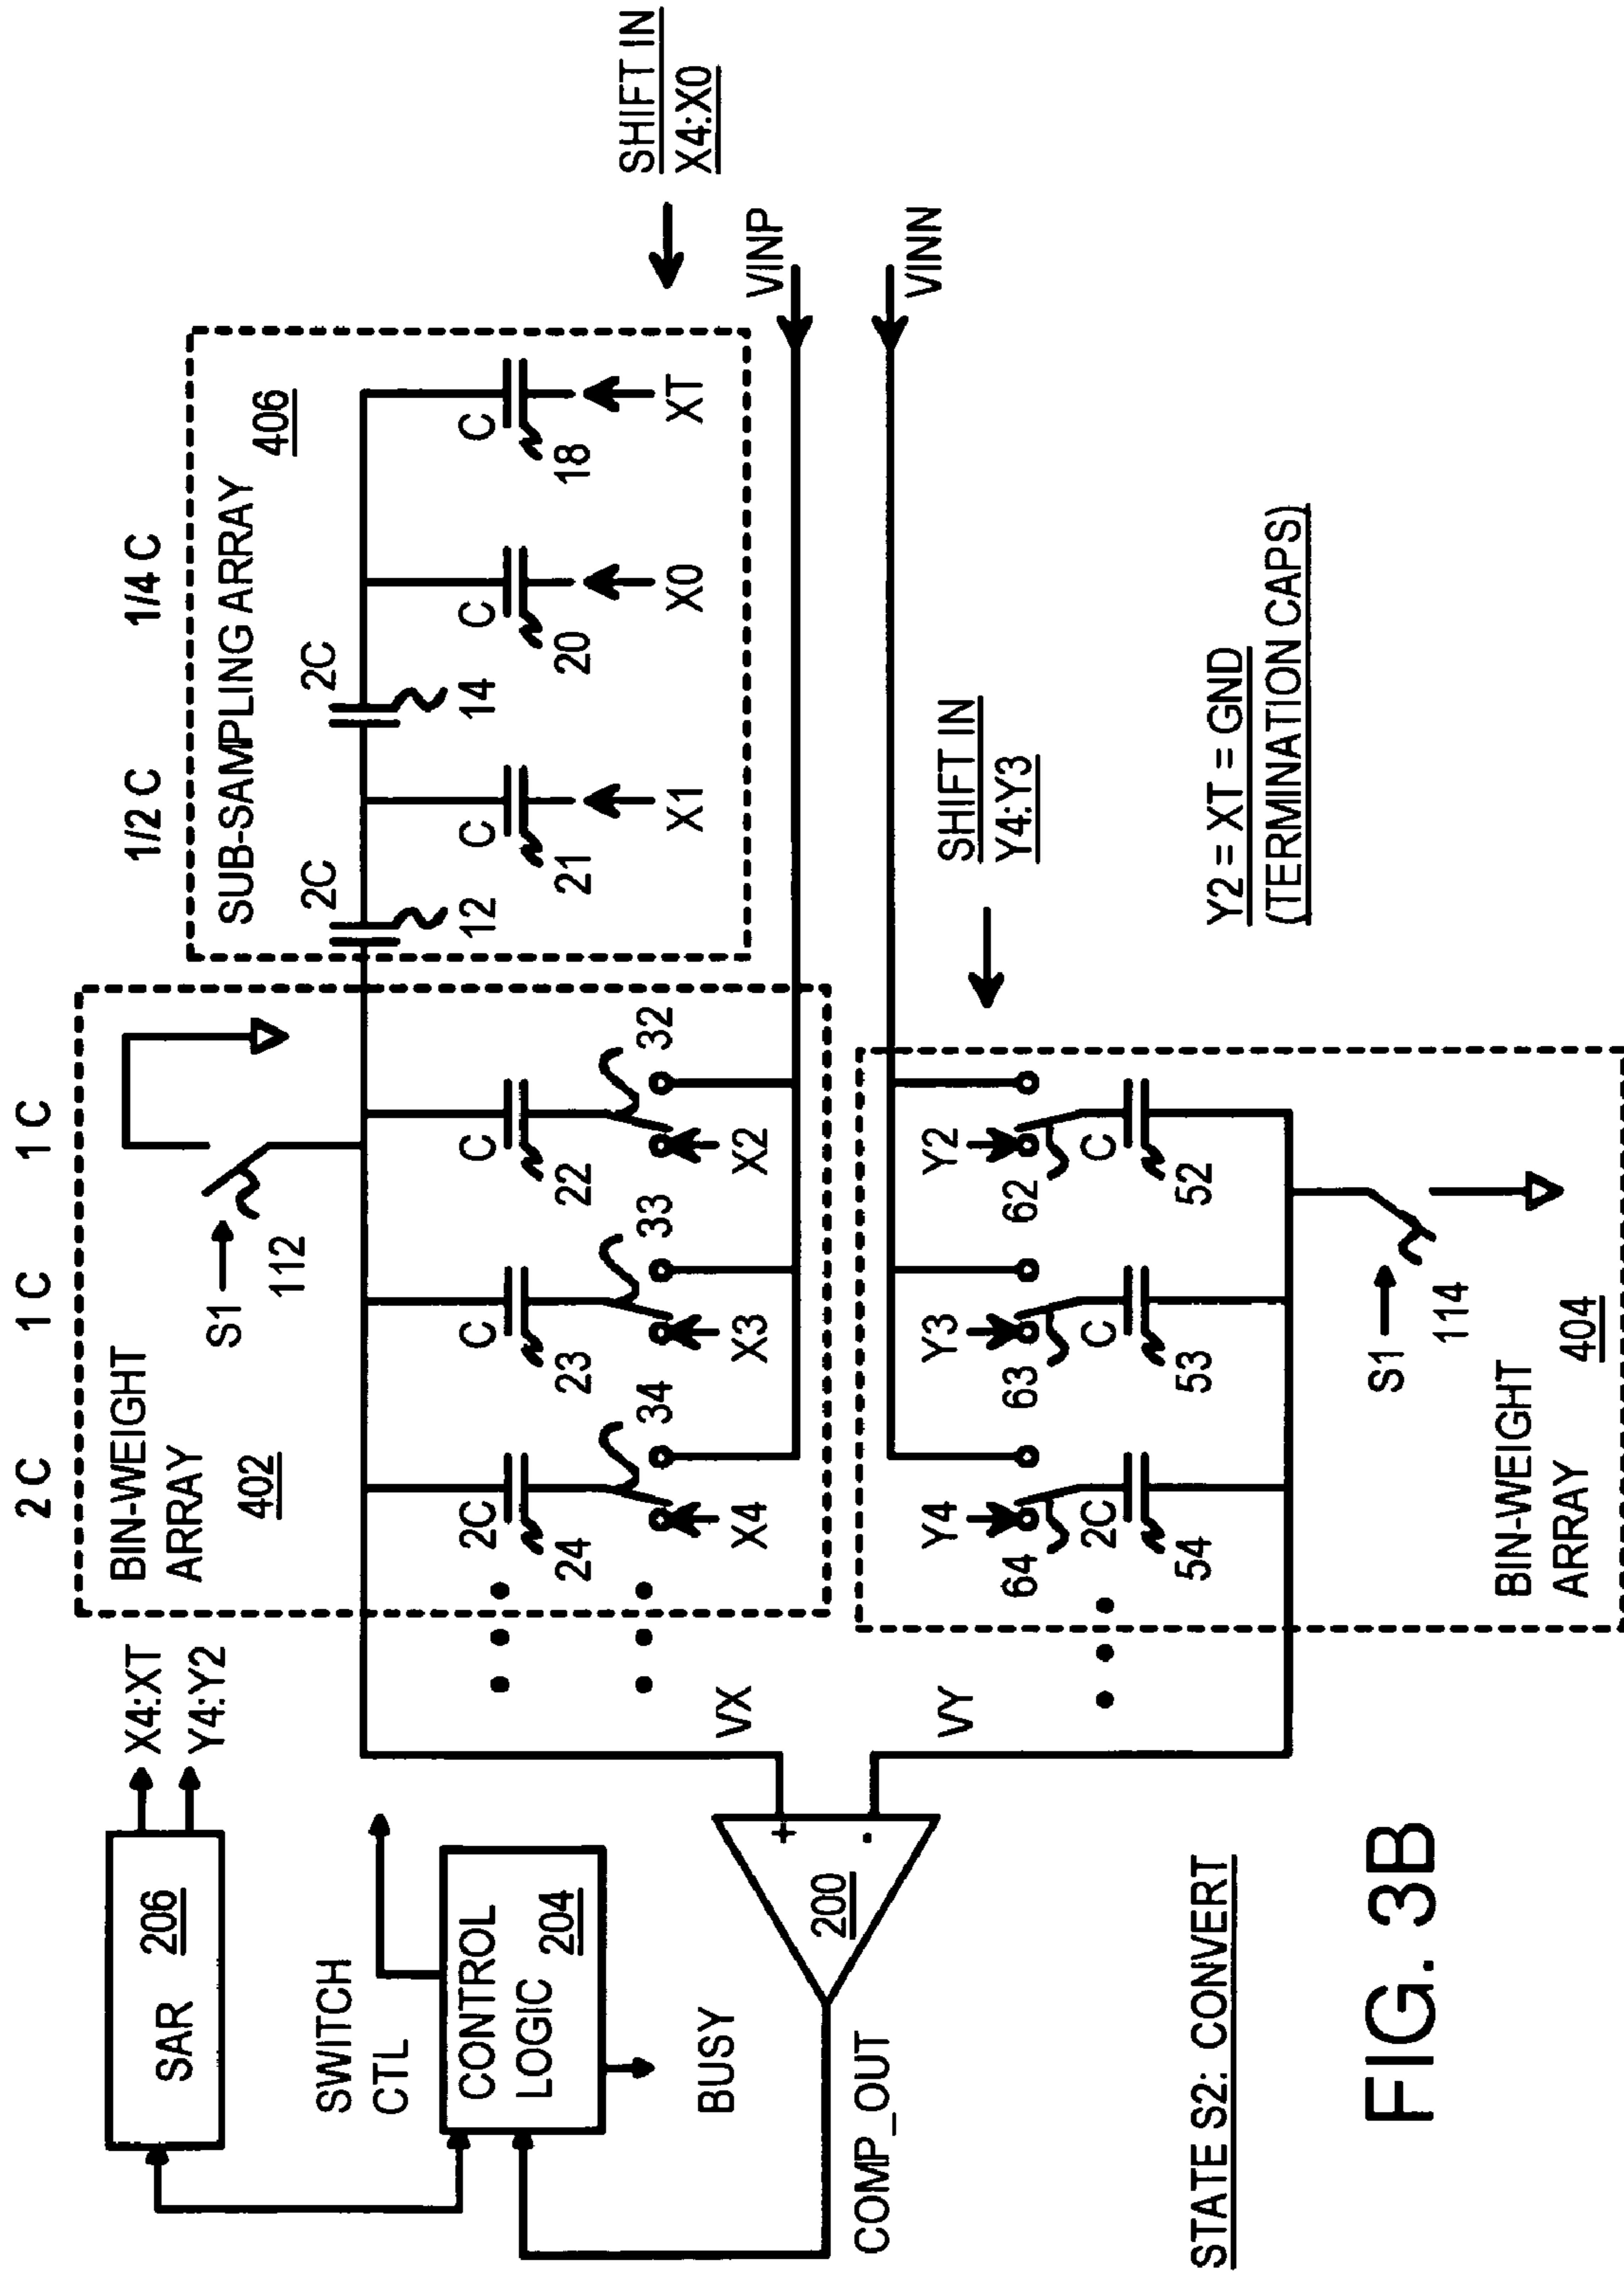 SAR
206
X4:XT
Y4:Y2
SWITCH
CTL
CONTROL
LOGIC
204
BUSY
COMP_OUT
200
+
-
VX
VY
2 C
1 C
1 C
1/2 C
1/4 C
BIN-WEIGHT
ARRAY
402
S1
112
2C
24
34
X4
C
23
33
X3
C
22
32
X2
SUB-SAMPLING ARRAY
406
2C
12
2C
14
C
21
X1
C
20
X0
C
18
XT
SHIFT IN
X4:X0
VINP
VINN
SHIFT IN
Y4:Y3
Y4
64
2C
54
Y3
63
C
53
Y2
62
C
52
S1
114
BIN-WEIGHT
ARRAY
404
Y2 = XT = GND
(TERMINATION CAPS)
STATE S2: CONVERT
FIG. 3B